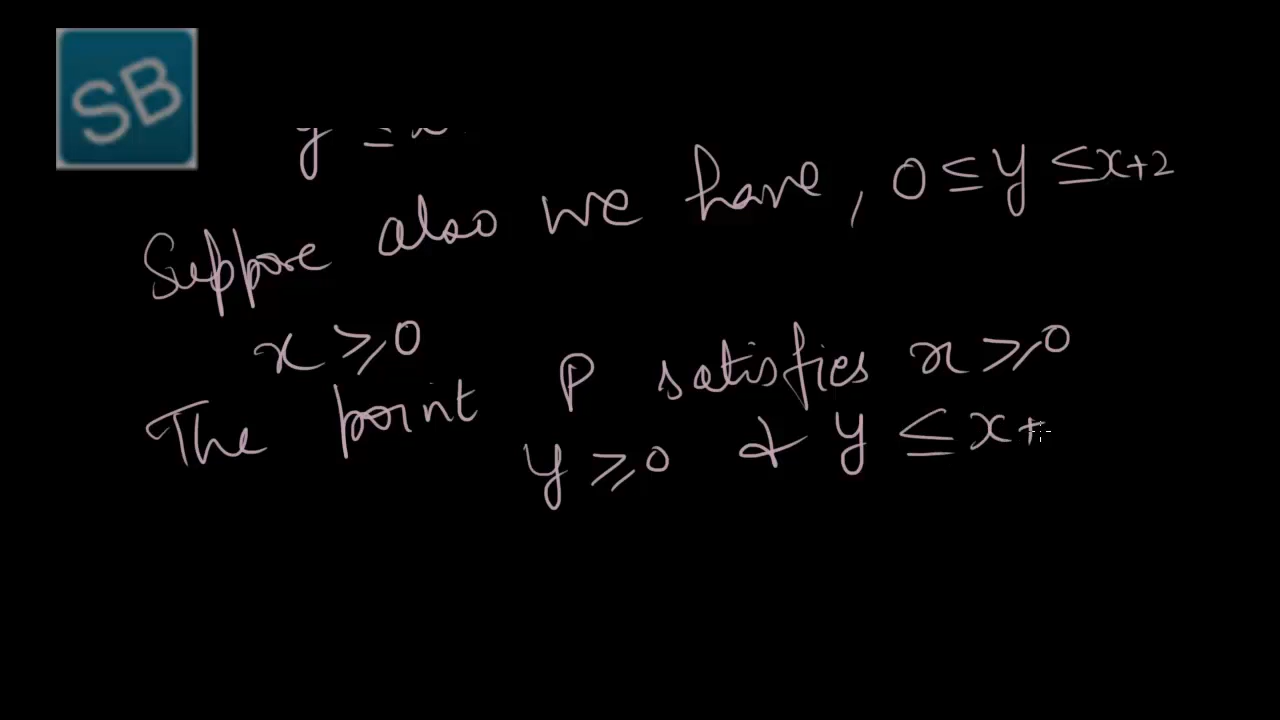 SB
y ≤ x
Suppose also we have, 0 ≤ y ≤ x+2
x ≥ 0
The point P satisfies x ≥ 0
y ≥ 0 & y ≤ x+